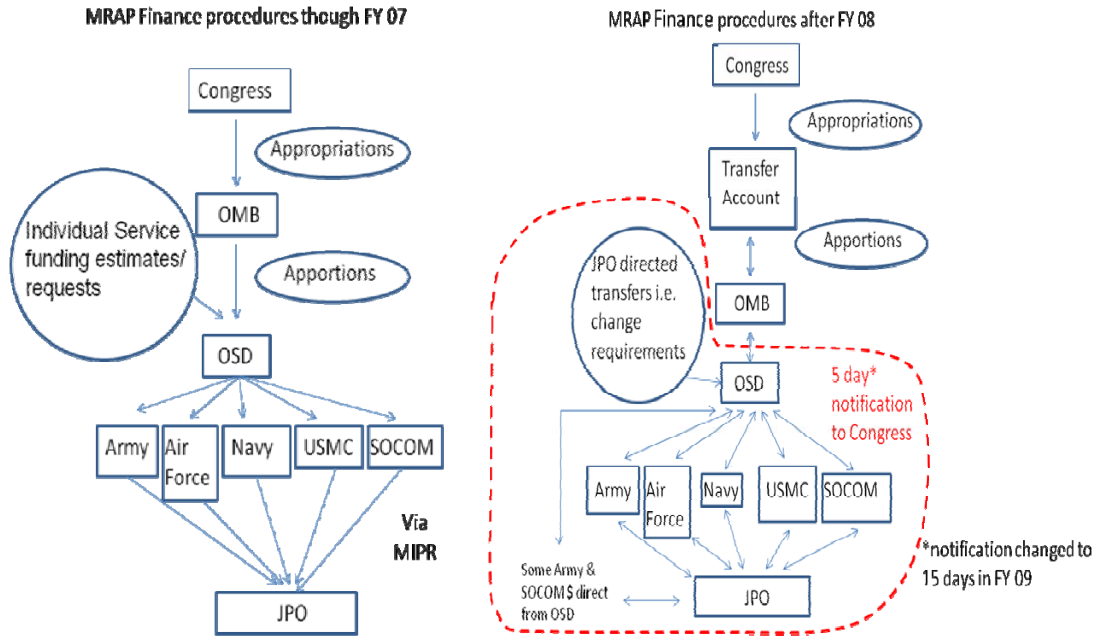 MRAP Finance procedures though FY 07
Congress
Appropriations
OMB
Individual Service
funding estimates/
requests
Apportions
OSD
Army
Air
Force
Navy
USMC
SOCOM
Via
MIPR
JPO
MRAP Finance procedures after FY 08
Congress
Appropriations
Transfer
Account
Apportions
JPO directed
transfers i.e.
change
requirements
OMB
OSD
5 day*
notification
to Congress
Army
Air
Force
Navy
USMC
SOCOM
*notification changed to
15 days in FY 09
Some Army &
SOCOM $ direct
from OSD
JPO